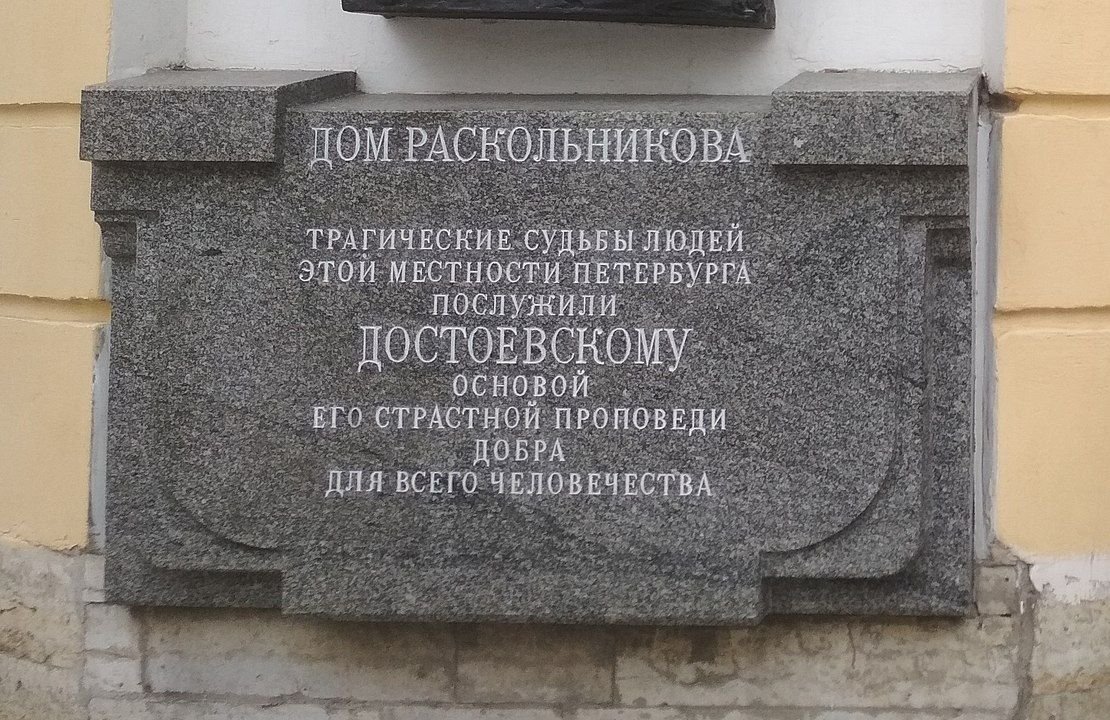 ДОМ РАСКОЛЬНИКОВА
ТРАГИЧЕСКИЕ СУДЬБЫ ЛЮДЕЙ
ЭТОЙ МЕСТНОСТИ ПЕТЕРБУРГА
ПОСЛУЖИЛИ
ДОСТОЕВСКОМУ
ОСНОВОЙ
ЕГО СТРАСТНОЙ ПРОПОВЕДИ
ДОБРА
ДЛЯ ВСЕГО ЧЕЛОВЕЧЕСТВА